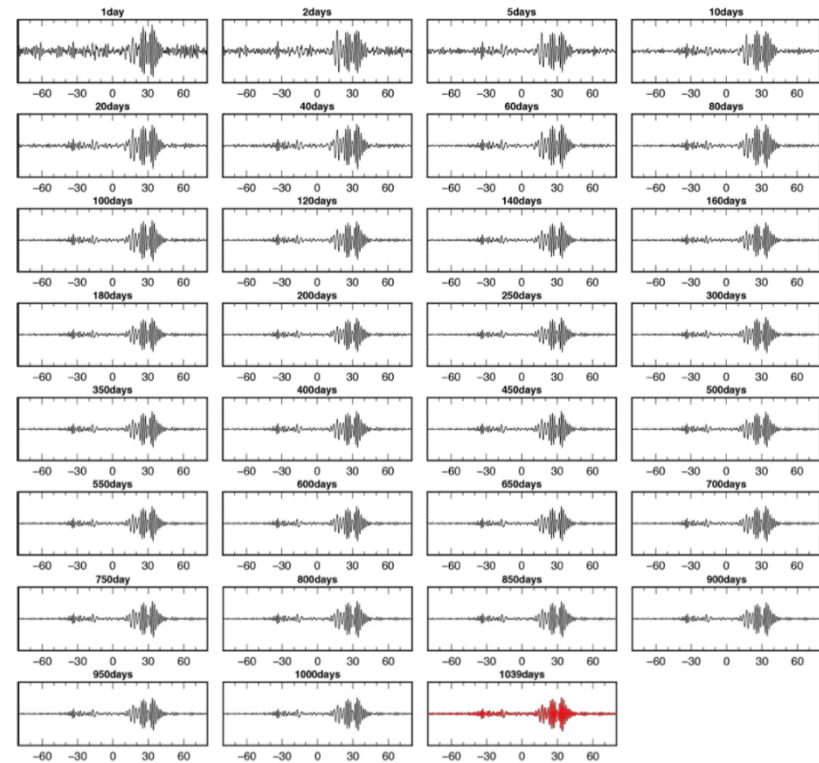 1day 2days 5days 10days
−60 −30 0 30 60 −60 −30 0 30 60 −60 −30 0 30 60 −60 −30 0 30 60
20days 40days 60days 80days
−60 −30 0 30 60 −60 −30 0 30 60 −60 −30 0 30 60 −60 −30 0 30 60
100days 120days 140days 160days
−60 −30 0 30 60 −60 −30 0 30 60 −60 −30 0 30 60 −60 −30 0 30 60
180days 200days 250days 300days
−60 −30 0 30 60 −60 −30 0 30 60 −60 −30 0 30 60 −60 −30 0 30 60
350days 400days 450days 500days
−60 −30 0 30 60 −60 −30 0 30 60 −60 −30 0 30 60 −60 −30 0 30 60
550days 600days 650days 700days
−60 −30 0 30 60 −60 −30 0 30 60 −60 −30 0 30 60 −60 −30 0 30 60
750day 800days 850days 900days
−60 −30 0 30 60 −60 −30 0 30 60 −60 −30 0 30 60 −60 −30 0 30 60
950days 1000days 1039days
−60 −30 0 30 60 −60 −30 0 30 60 −60 −30 0 30 60